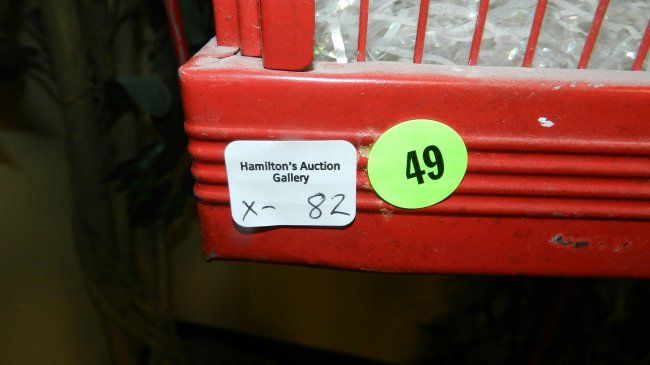 Hamilton's Auction
Gallery
x- 82
49